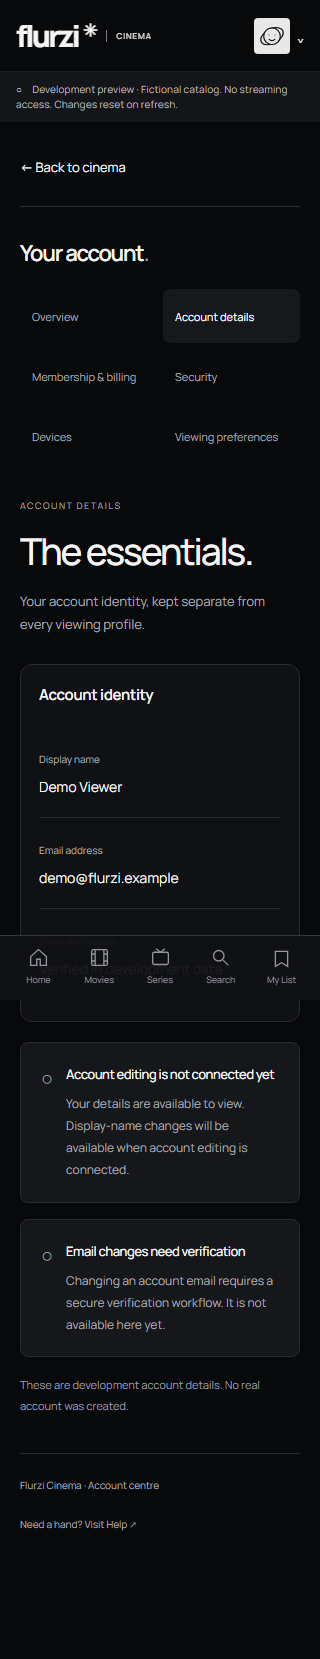 flurzi* | CINEMA
Development preview · Fictional catalog. No streaming
access. Changes reset on refresh.
← Back to cinema
Your account.
Overview
Account details
Membership & billing
Security
Devices
Viewing preferences
ACCOUNT DETAILS
The essentials.
Your account identity, kept separate from
every viewing profile.
Account identity
Display name
Demo Viewer
Email address
demo@flurzi.example
Verified in development data
Home
Movies
Series
Search
My List
Account editing is not connected yet
Your details are available to view.
Display-name changes will be
available when account editing is
connected.
Email changes need verification
Changing an account email requires a
secure verification workflow. It is not
available here yet.
These are development account details. No real
account was created.
Flurzi Cinema · Account centre
Need a hand? Visit Help ↗